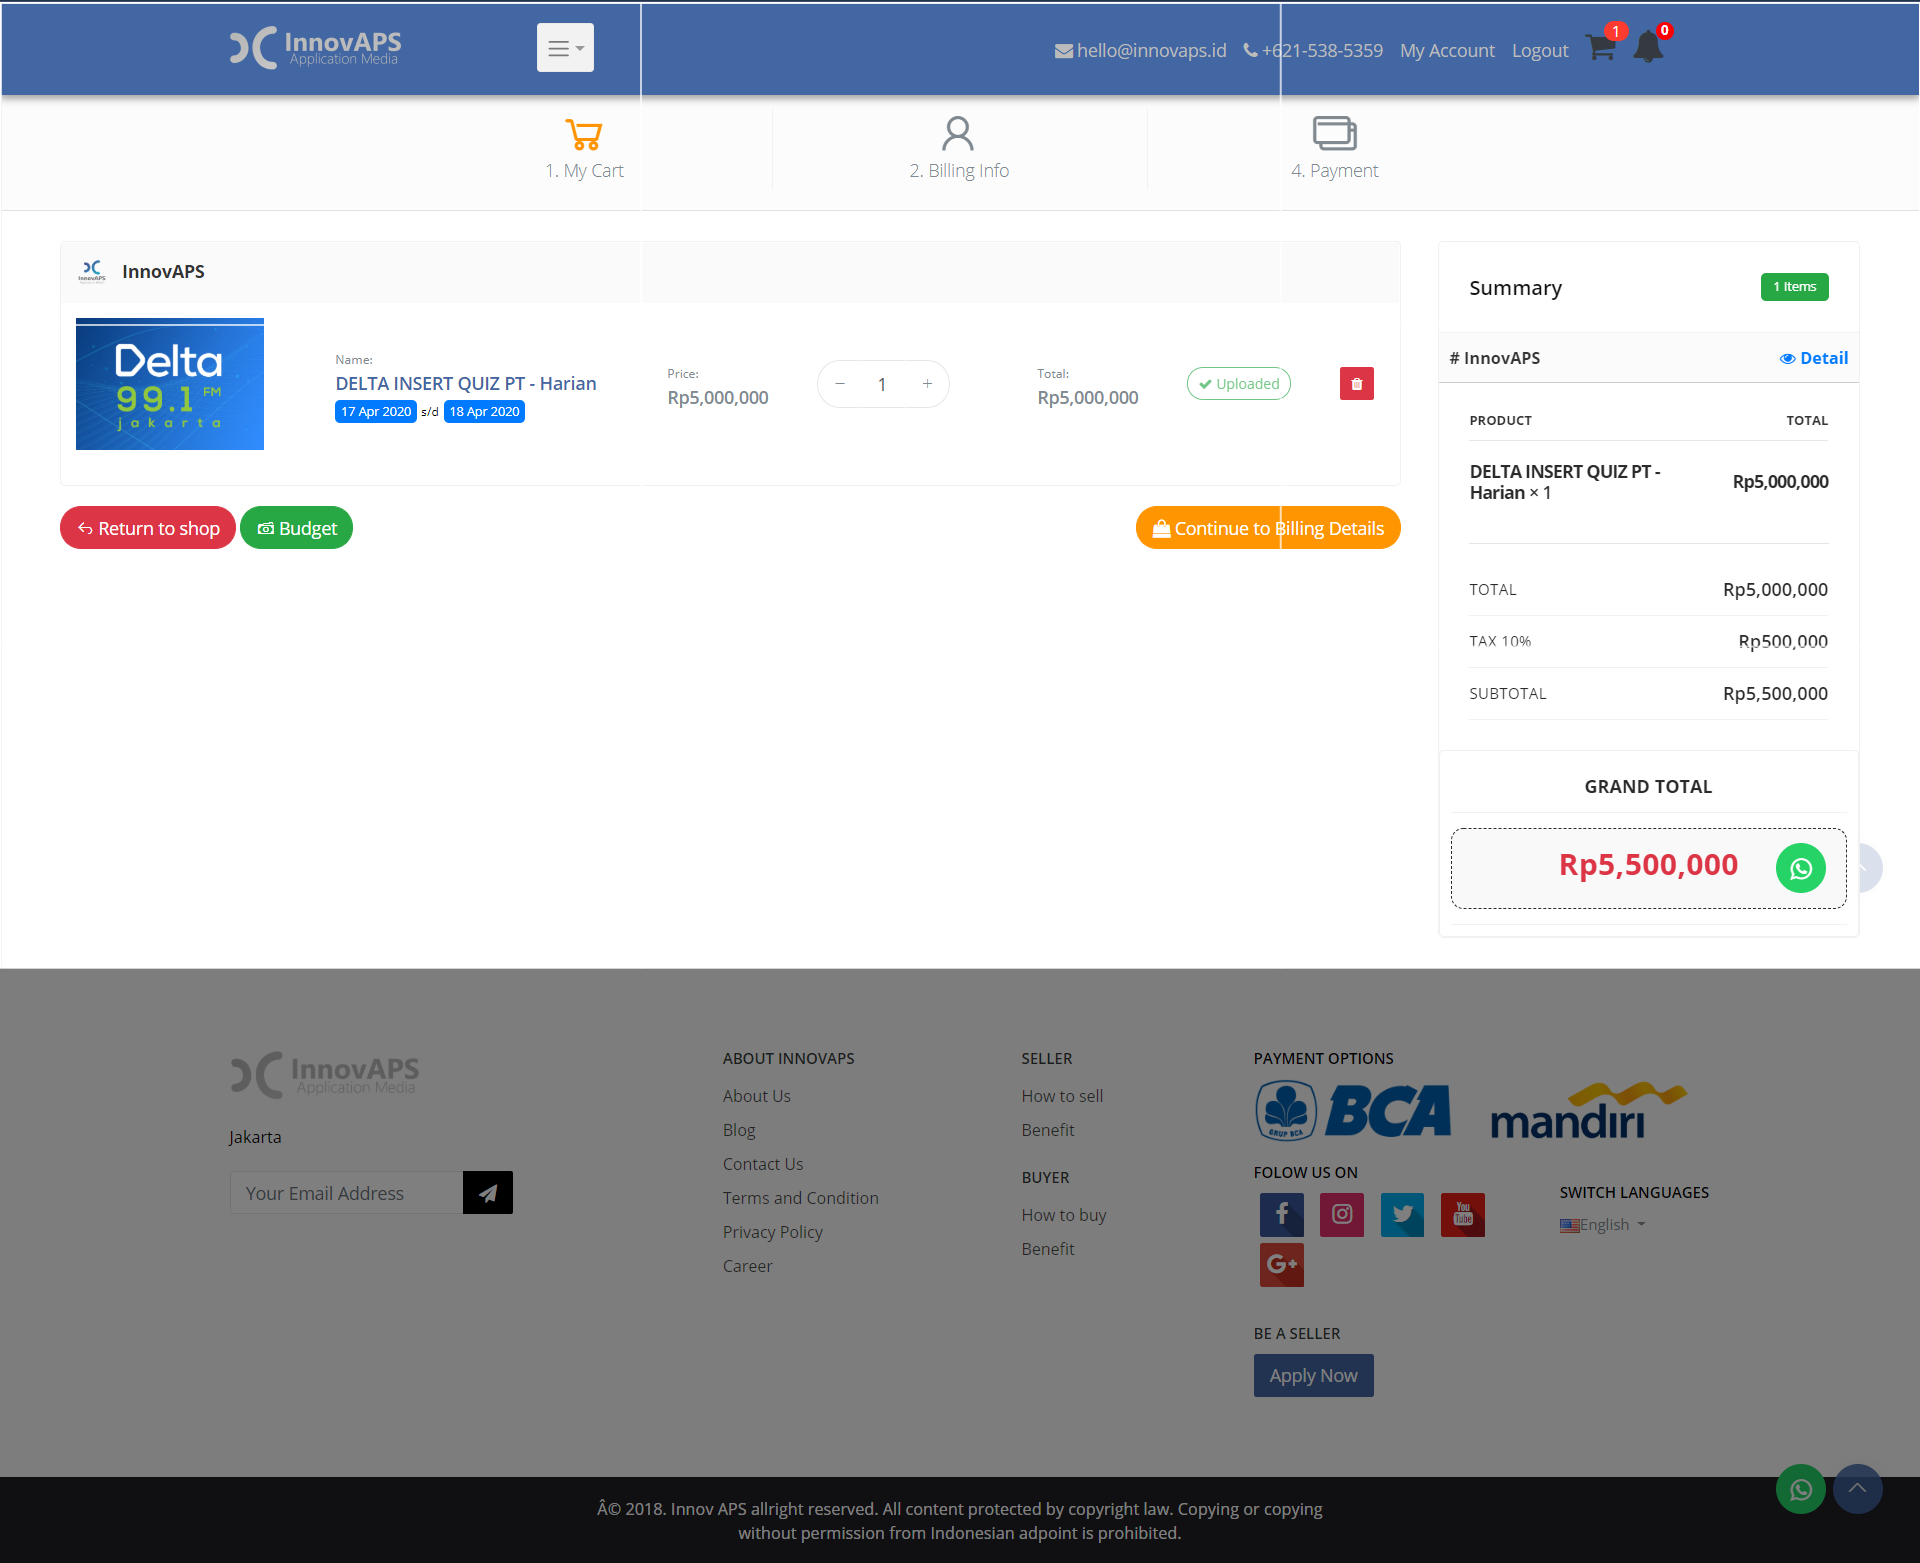 InnovAPS
Application Media
hello@innovaps.id
+621-538-5359
My Account
Logout
1
0
1. My Cart
2. Billing Info
4. Payment
InnovAPS
InnovAPS
Delta
99.1 FM
jakarta
Name:
DELTA INSERT QUIZ PT - Harian
17 Apr 2020 s/d 18 Apr 2020
Price:
Rp5,000,000
− 1 +
Total:
Rp5,000,000
Uploaded
Return to shop
Budget
Continue to Billing Details
Summary
1 Items
# InnovAPS
Detail
PRODUCT TOTAL
DELTA INSERT QUIZ PT -
Harian × 1
Rp5,000,000
TOTAL Rp5,000,000
TAX 10% Rp500,000
SUBTOTAL Rp5,500,000
GRAND TOTAL
Rp5,500,000
InnovAPS
Application Media
Jakarta
Your Email Address
ABOUT INNOVAPS
About Us
Blog
Contact Us
Terms and Condition
Privacy Policy
Career
SELLER
How to sell
Benefit
BUYER
How to buy
Benefit
PAYMENT OPTIONS
GRUP BCA
BCA
mandiri
FOLOW US ON
You
Tube
G+
SWITCH LANGUAGES
English
BE A SELLER
Apply Now
Â© 2018. Innov APS allright reserved. All content protected by copyright law. Copying or copying
without permission from Indonesian adpoint is prohibited.